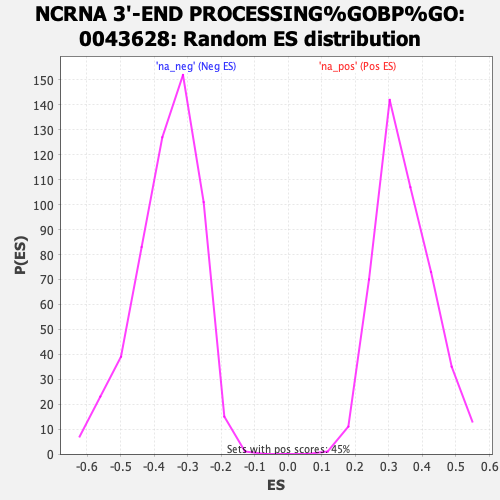 NCRNA 3'-END PROCESSING%GOBP%GO:
0043628: Random ES distribution
'na_neg' (Neg ES) 'na_pos' (Pos ES)
P(ES)
150
140
130
120
110
100
90
80
70
60
50
40
30
20
10
0
Sets with pos scores: 45%
-0.6 -0.5 -0.4 -0.3 -0.2 -0.1 0.0 0.1 0.2 0.3 0.4 0.5 0.6
ES